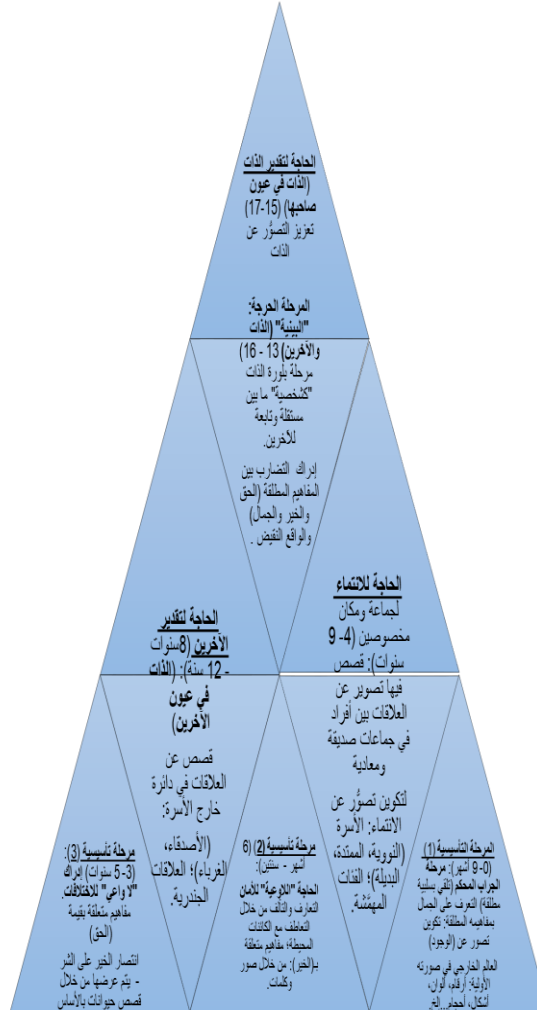 الحاجة لتقدير الذات
(الذات في عيون
صاحبها) (15-17)
تعزيز التصوُّر عن
الذات
المرحلة الحرجة:
"البينية" (الذات
والآخرين) 13 - 16)
مرحلة بلورة الذات
"كشخصية" ما بين
مستقلة وتابعة
للآخرين.
إدراك التضارب بين
المفاهيم المطلقة (الحق
والخير والجمال)
والواقع النقيض .
الحاجة للانتماء
لجماعة ومكان
مخصوصين (4- 9
سنوات): قصص
فيها تصوير عن
العلاقات بين أفراد
في جماعات صديقة
ومعادية
لتكوين تصوُّر عن
الانتماء: الأسرة
(النووية، الممتدة،
البديلة)؛ الفئات
المهمَّشة.
الحاجة لتقدير
الآخرين (8سنوات
- 12 سنة): (الذات
في عيون
الآخرين)
قصص عن
العلاقات في دائرة
خارج الأسرة:
(الأصدقاء،
الغرباء)؛ العلاقات
الجندرية.
المرحلة التأسيسية (1)
(0- 9 أشهر): مرحلة
الجراب المحكم (تلقي سلبية
مطلقة) التعرف على الجمال
بمفاهيمه المطلقة: تكوين
تصور عن (الوجود)
العالم الخارجي في صورته
الأولية: أرقام، ألوان،
أشكال، أحجام...الخ
مرحلة تأسيسية (2) (6
أشهر - سنتين):
الحاجة "اللاوعية" للأمان
التعارف والتآلف من خلال
التعاطف مع الكائنات
المحيطة؛ مفاهيم متعلقة
بـ(الخير): من خلال صور
وكلمات.
مرحلة تأسيسية (3):
(3- 5 سنوات) إدراك
"لا واعي" للاختلافات.
مفاهيم متعلقة بقيمة
(الحق)
انتصار الخير على الشر
- يتم عرضها من خلال
قصص حيوانات بالأساس